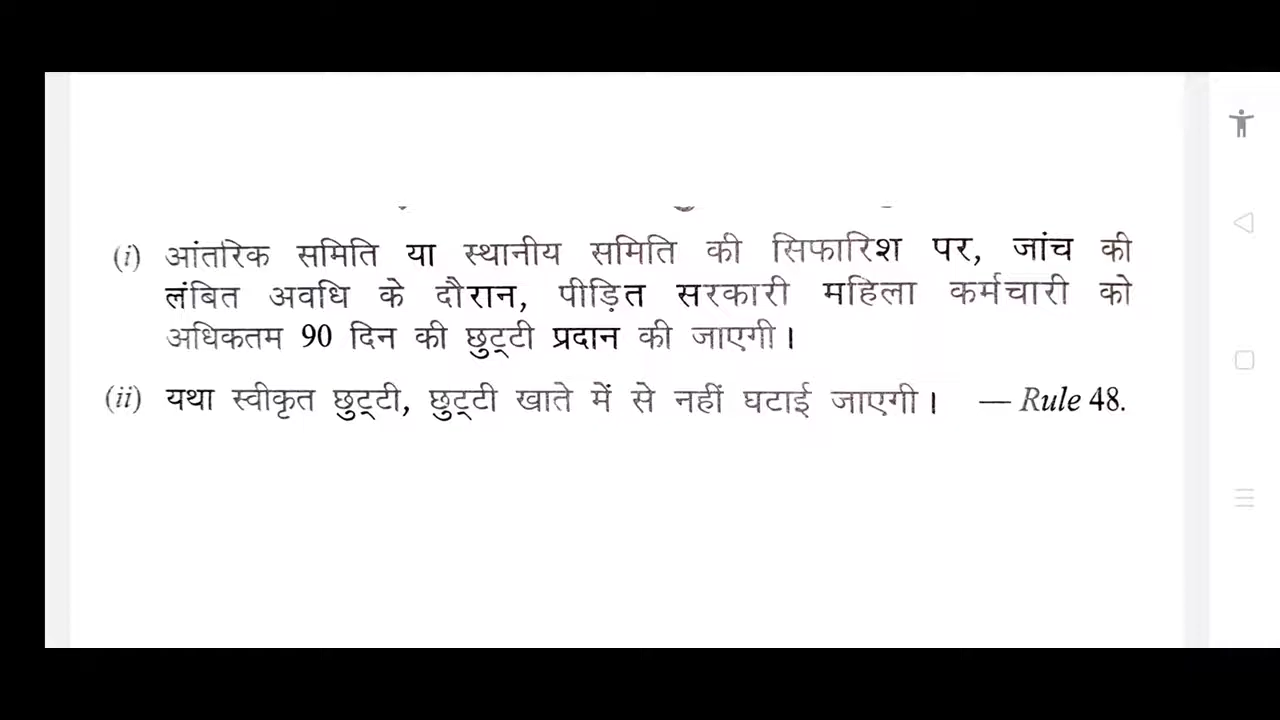 (i) आंतरिक समिति या स्थानीय समिति की सिफारिश पर, जांच की
लंबित अवधि के दौरान, पीड़ित सरकारी महिला कर्मचारी को
अधिकतम 90 दिन की छुट्टी प्रदान की जाएगी।
(ii) यथा स्वीकृत छुट्टी, छुट्टी खाते में से नहीं घटाई जाएगी। — Rule 48.